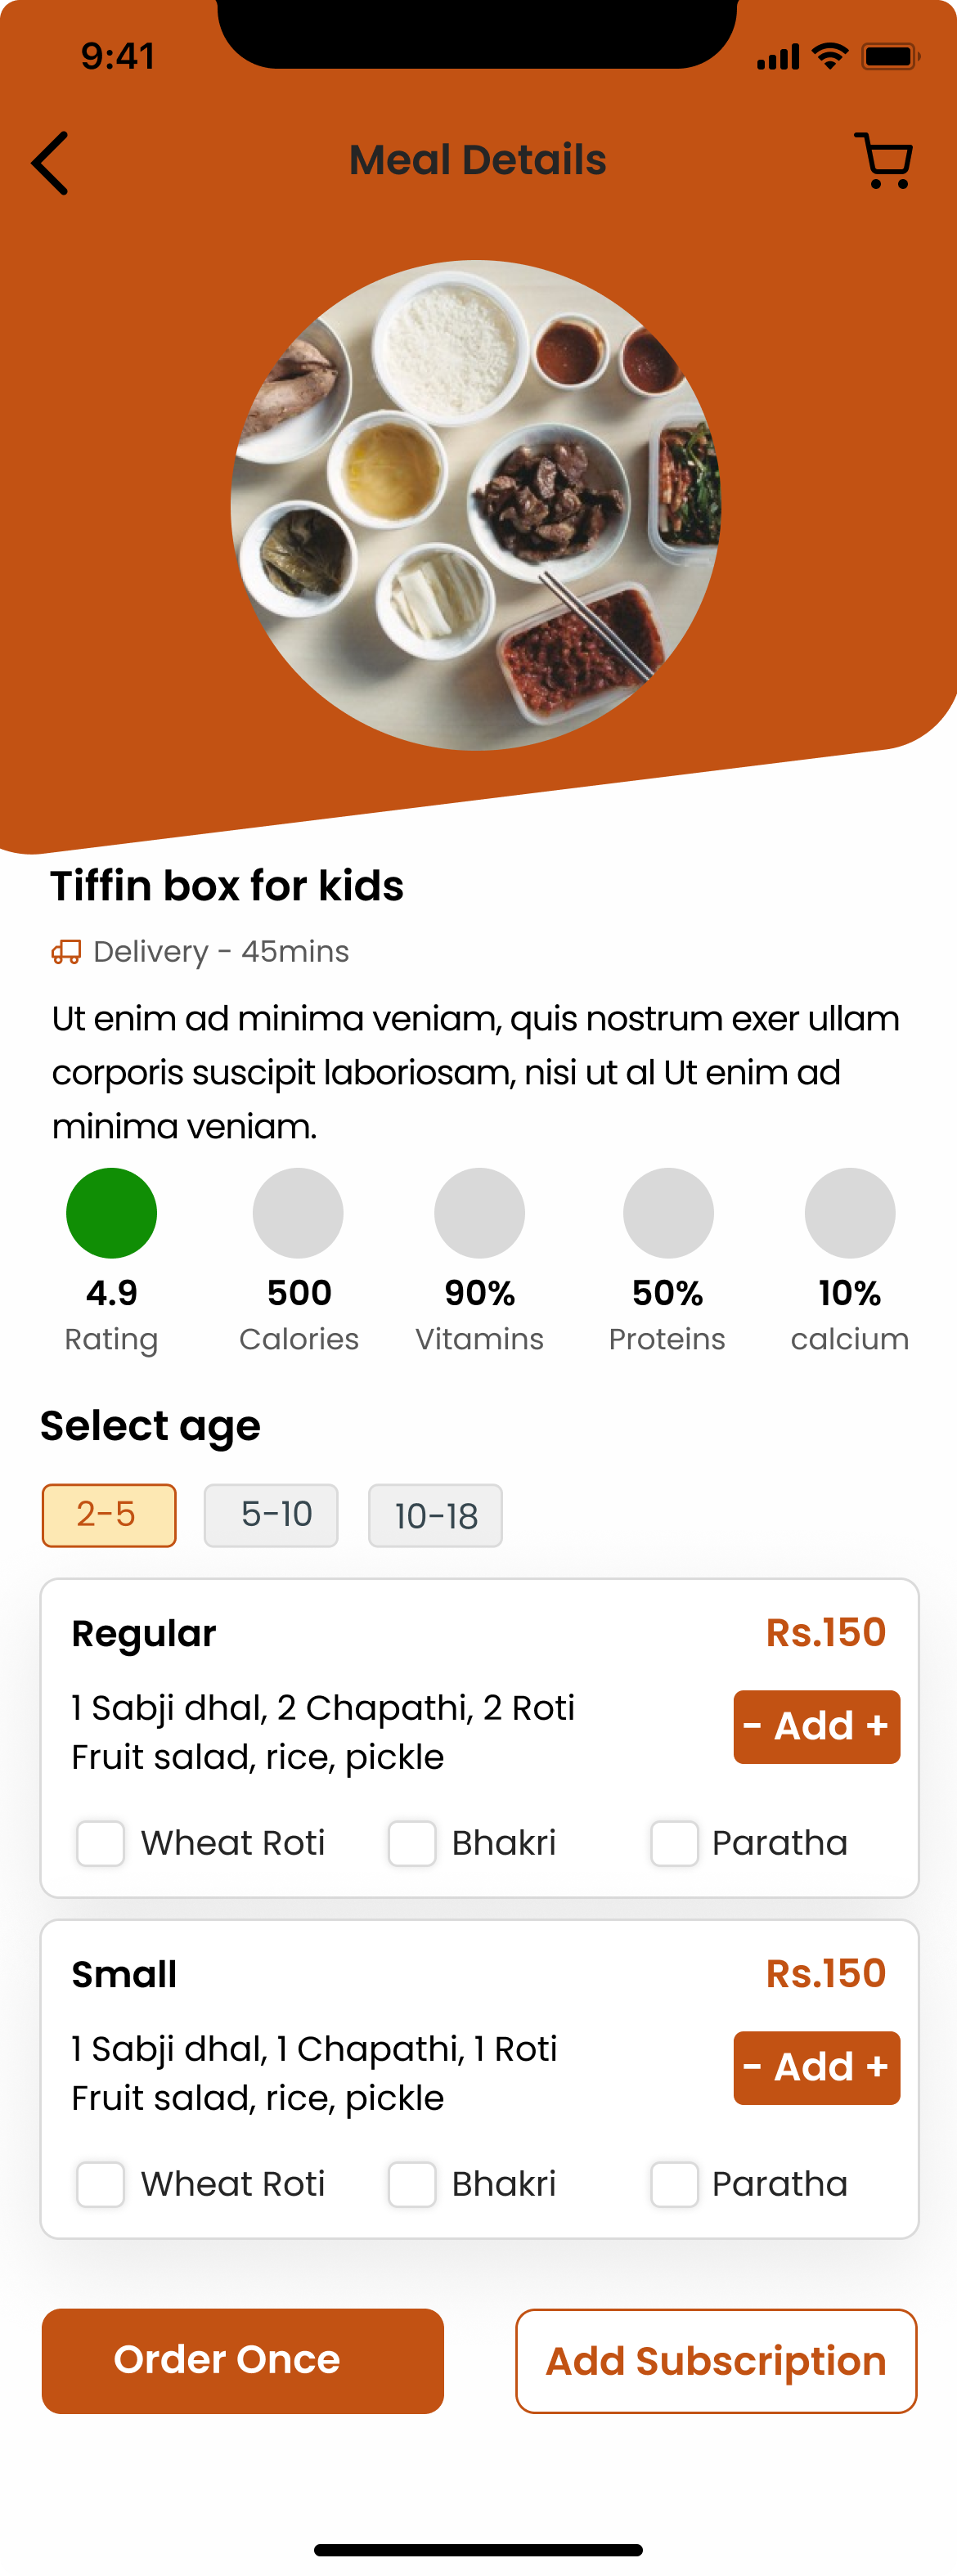 9:41
Meal Details
Tiffin box for kids
Delivery - 45mins
Ut enim ad minima veniam, quis nostrum exer ullam
corporis suscipit laboriosam, nisi ut al Ut enim ad
minima veniam.
4.9 500 90% 50% 10%
Rating Calories Vitamins Proteins calcium
Select age
2-5 5-10 10-18
Regular Rs.150
1 Sabji dhal, 2 Chapathi, 2 Roti
- Add +
Fruit salad, rice, pickle
Wheat Roti Bhakri Paratha
Small Rs.150
1 Sabji dhal, 1 Chapathi, 1 Roti
- Add +
Fruit salad, rice, pickle
Wheat Roti Bhakri Paratha
Order Once Add Subscription